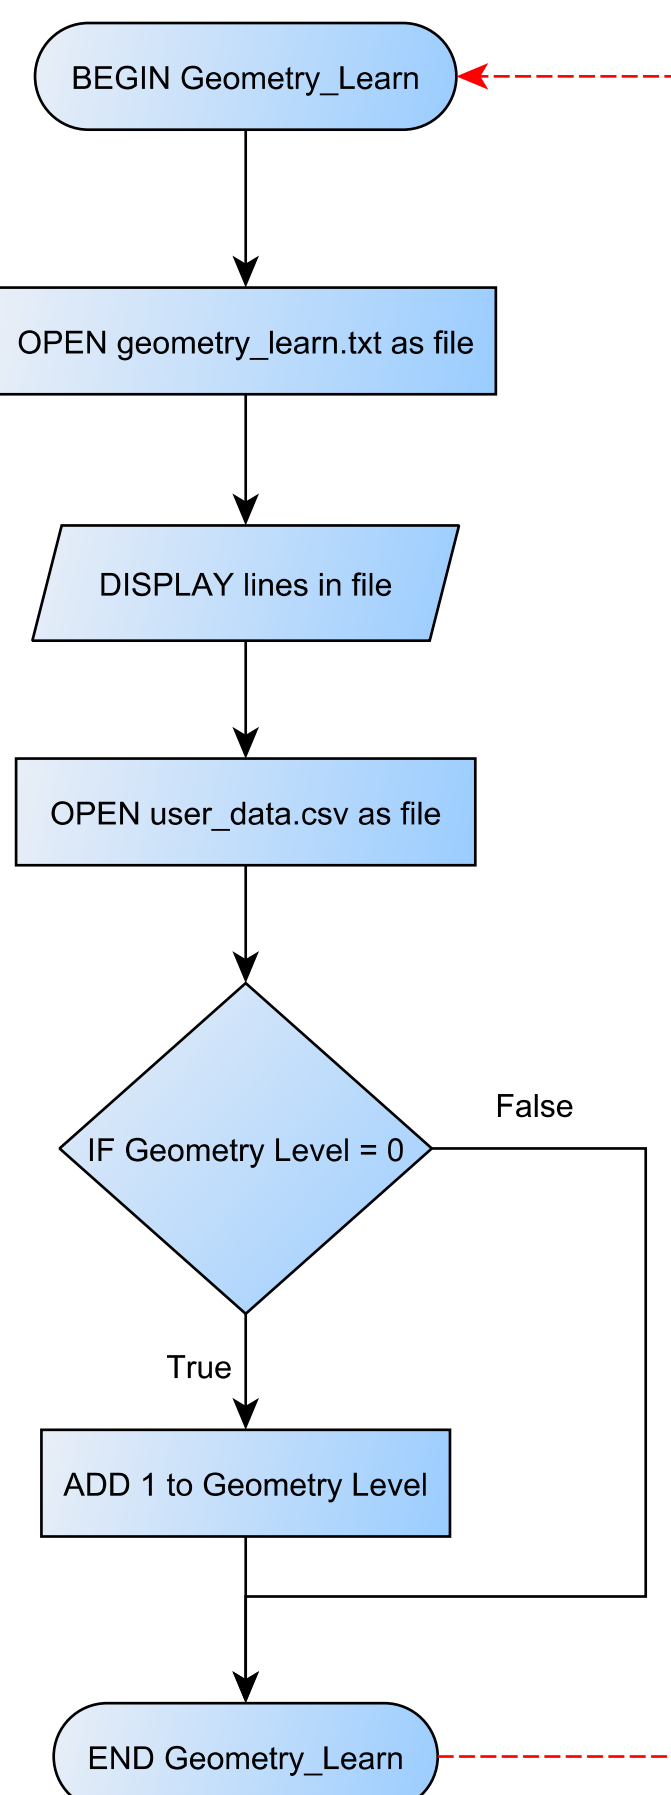 BEGIN Geometry_Learn
OPEN geometry_learn.txt as file
DISPLAY lines in file
OPEN user_data.csv as file
False
IF Geometry Level = 0
True
ADD 1 to Geometry Level
END Geometry_Learn